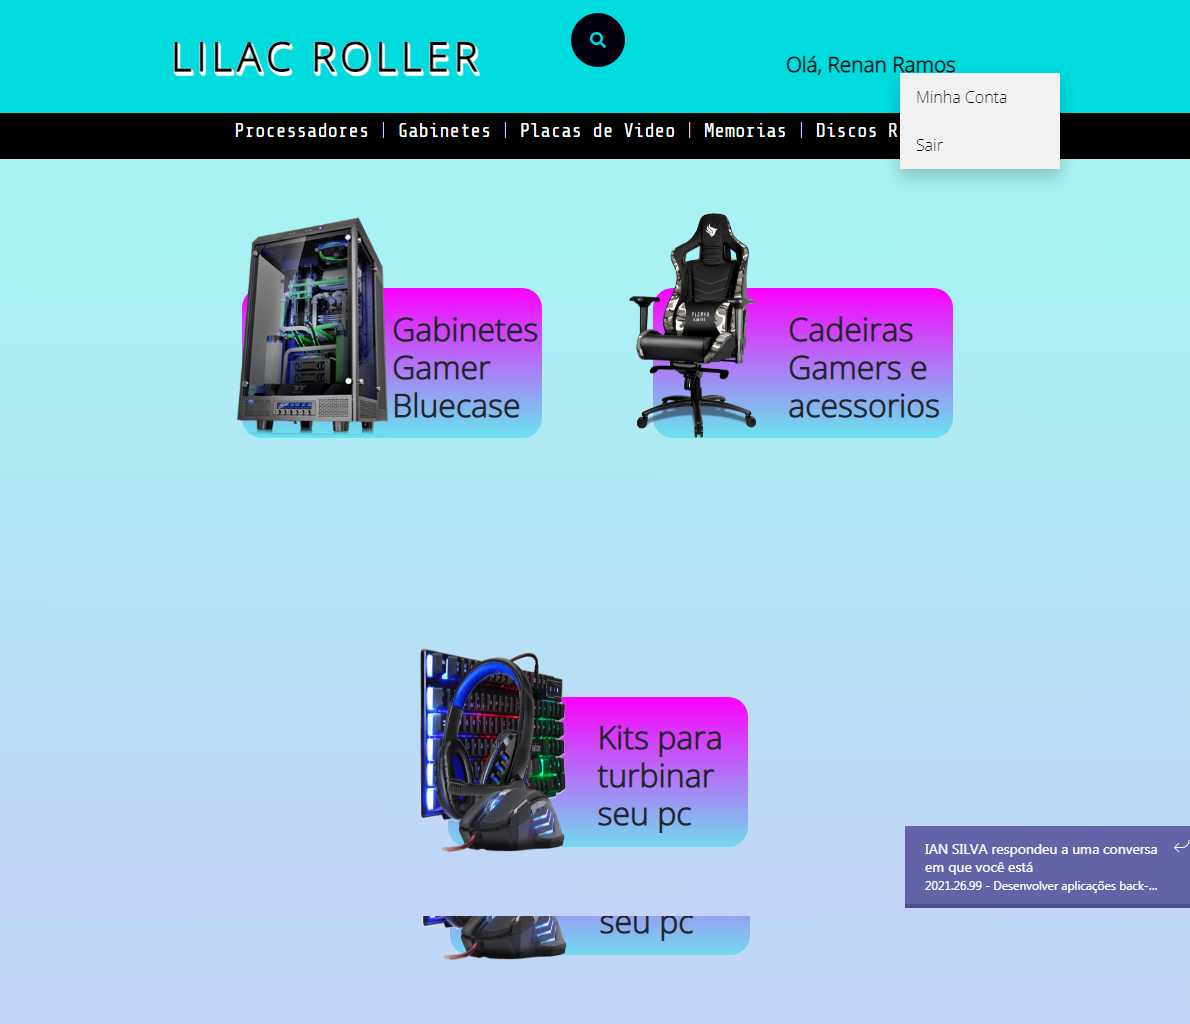 LILAC ROLLER
Olá, Renan Ramos
Minha Conta
Sair
Processadores | Gabinetes | Placas de Video | Memorias | Discos R
Gabinetes
Gamer
Bluecase
Cadeiras
Gamers e
acessorios
Kits para
turbinar
seu pc
IAN SILVA respondeu a uma conversa
em que você está
2021.26.99 - Desenvolver aplicações back-...
seu pc